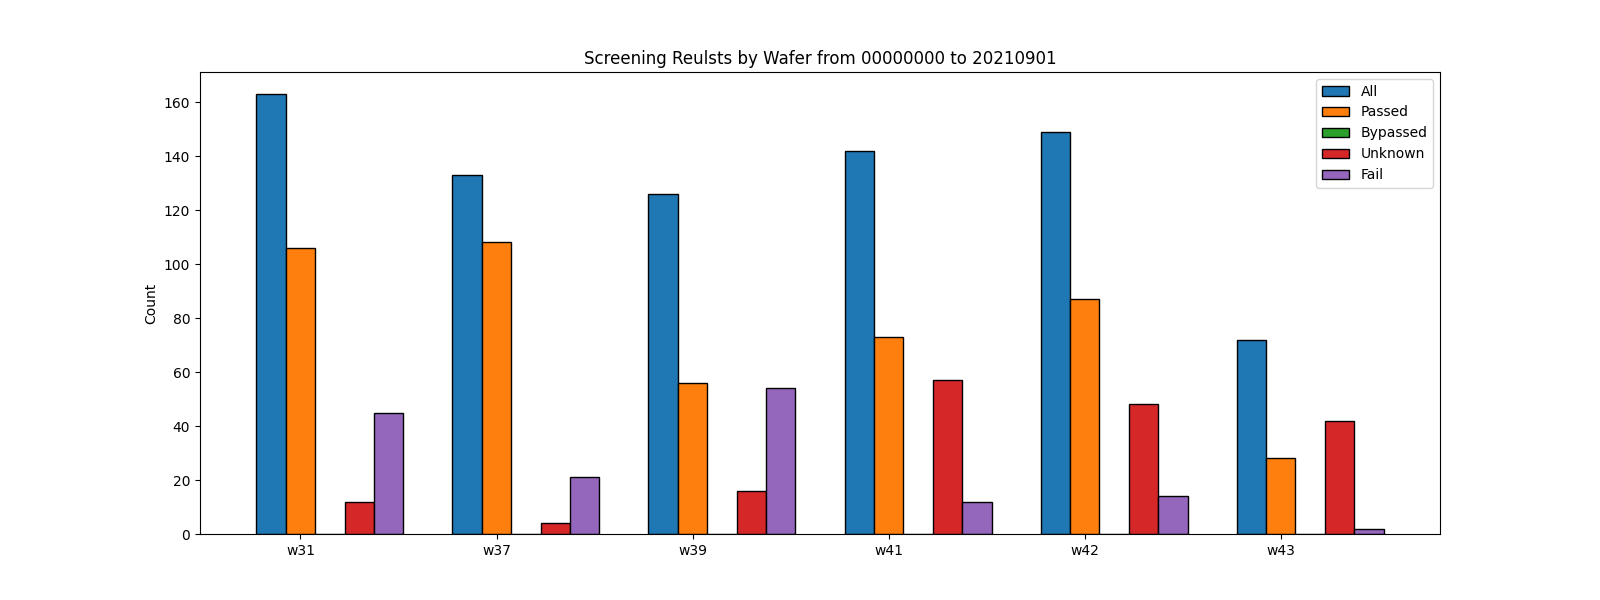 Screening Reulsts by Wafer from 00000000 to 20210901
All
Passed
Bypassed
Unknown
Fail
Count
160
140
120
100
80
60
40
20
0
w31 w37 w39 w41 w42 w43